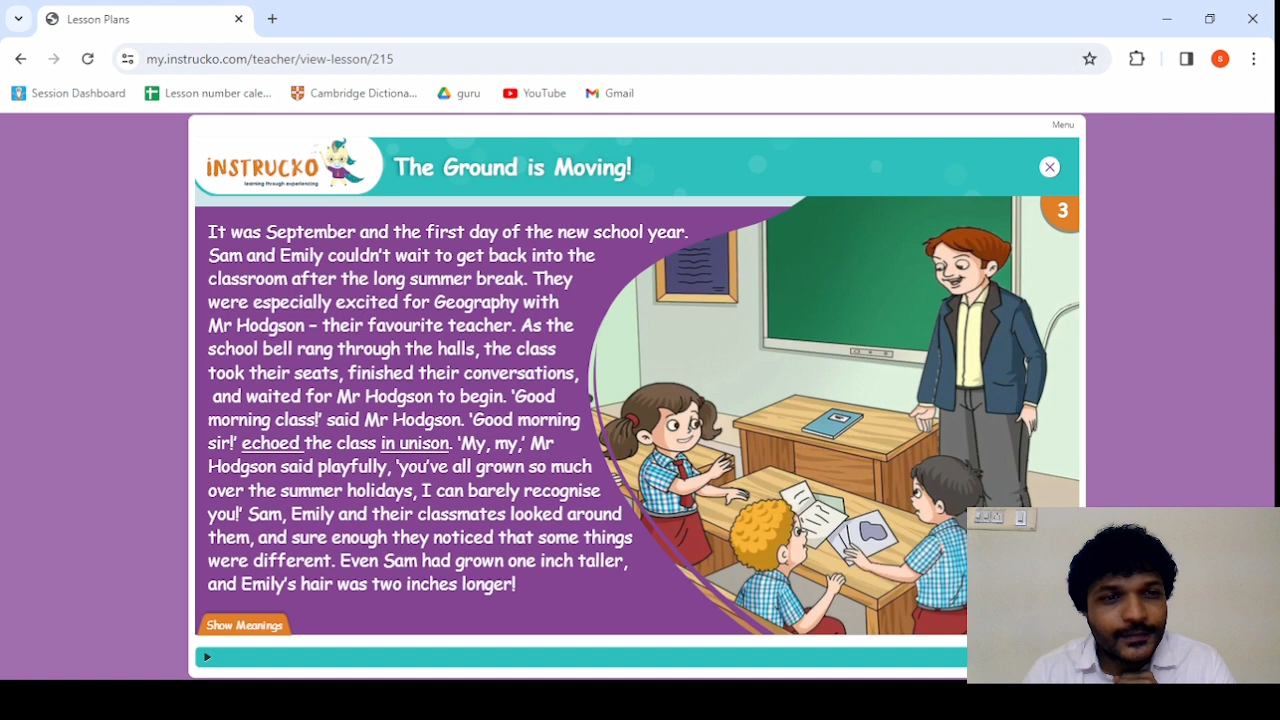 Lesson Plans
my.instrucko.com/teacher/view-lesson/215
S
Session Dashboard
Lesson number cale...
Cambridge Dictiona...
guru
YouTube
Gmail
Menu
INSTRUCKO
learning through experiencing
The Ground is Moving!
3
It was September and the first day of the new school year.
Sam and Emily couldn't wait to get back into the
classroom after the long summer break. They
were especially excited for Geography with
Mr Hodgson – their favourite teacher. As the
school bell rang through the halls, the class
took their seats, finished their conversations,
and waited for Mr Hodgson to begin. 'Good
morning class!' said Mr Hodgson. 'Good morning
sir!' echoed the class in unison. 'My, my,' Mr
Hodgson said playfully, 'you've all grown so much
over the summer holidays, I can barely recognise
you!' Sam, Emily and their classmates looked around
them, and sure enough they noticed that some things
were different. Even Sam had grown one inch taller,
and Emily's hair was two inches longer!
Show Meanings